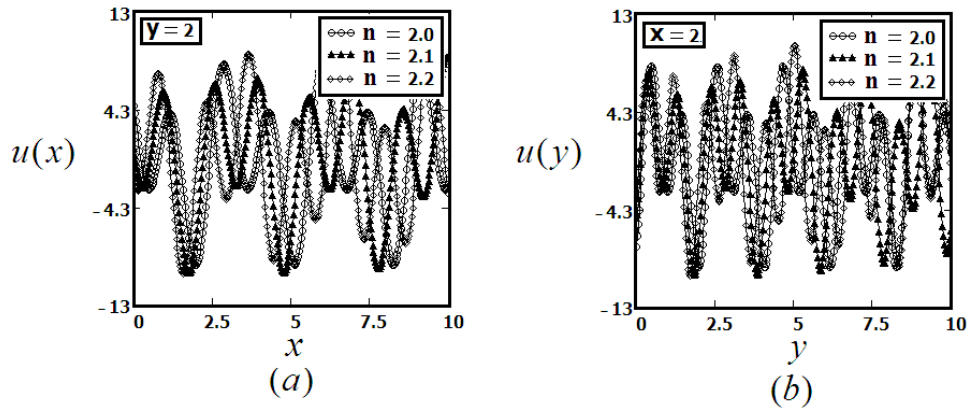 13
y = 2
n = 2.0
n = 2.1
n = 2.2
4.3
u(x)
- 4.3
- 13
0
2.5
5
7.5
10
x
(a)
13
x = 2
n = 2.0
n = 2.1
n = 2.2
4.3
u(y)
- 4.3
- 13
0
2.5
5
7.5
10
y
(b)